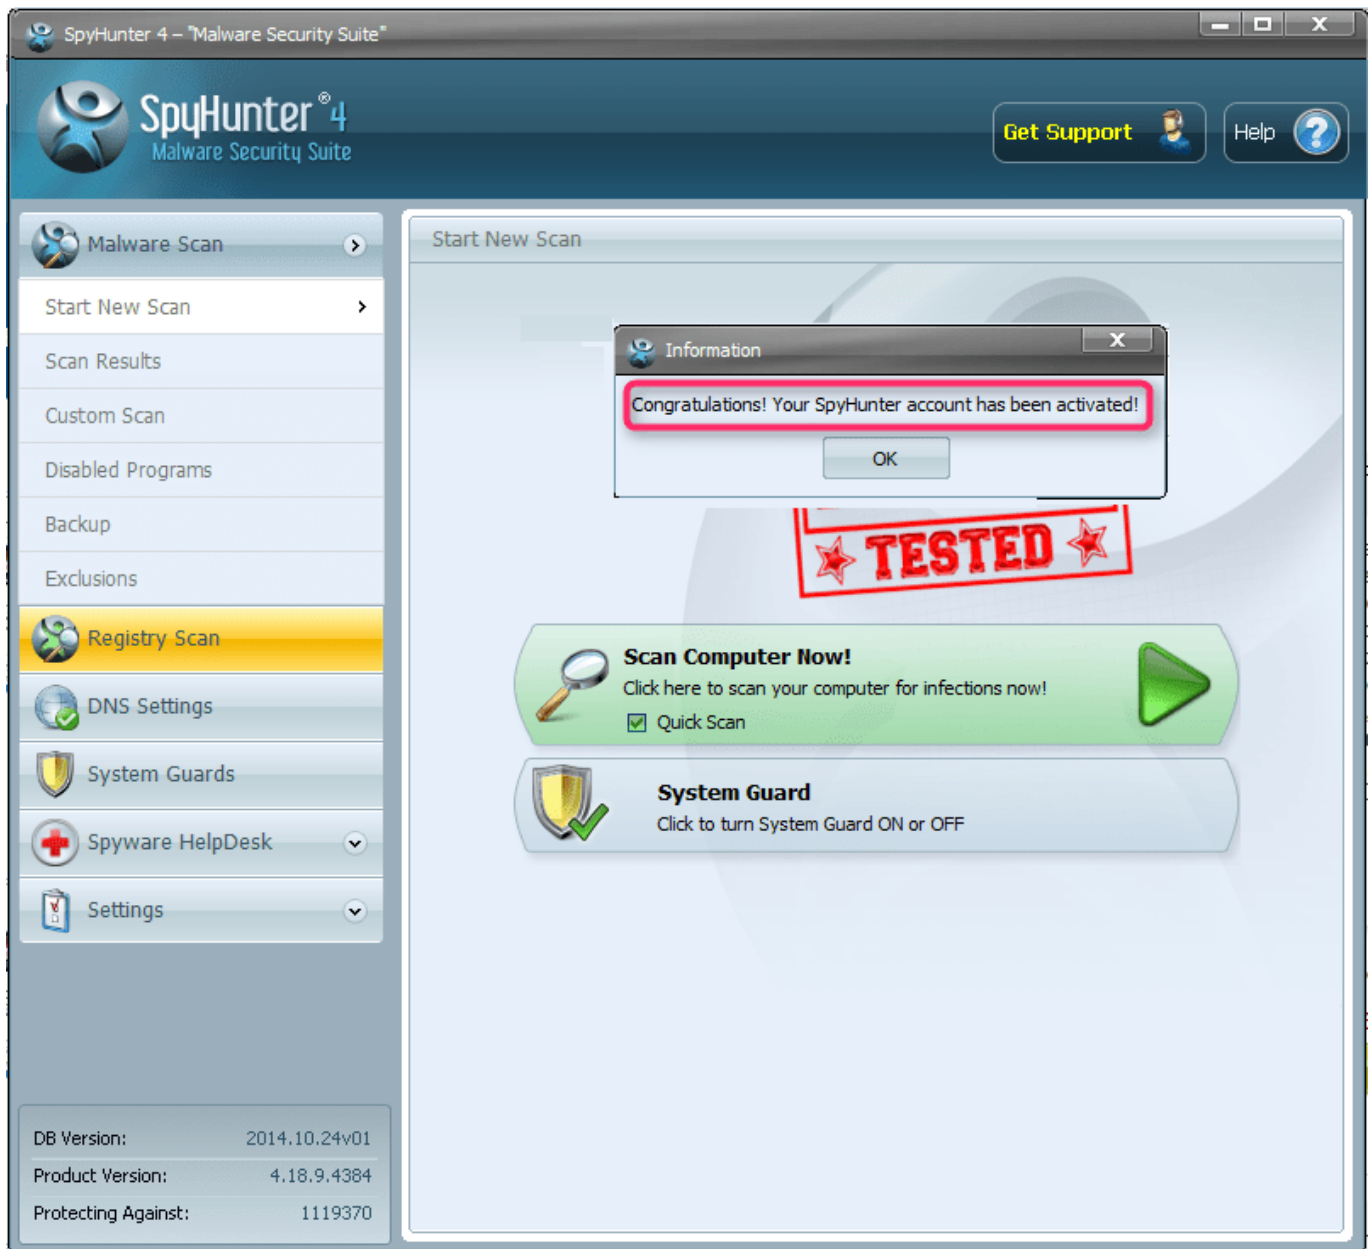 SpyHunter 4 – "Malware Security Suite"
SpyHunter®4
Malware Security Suite
Get Support
Help
Malware Scan
Start New Scan
Scan Results
Custom Scan
Disabled Programs
Backup
Exclusions
Registry Scan
DNS Settings
System Guards
Spyware HelpDesk
Settings
DB Version: 2014.10.24v01
Product Version: 4.18.9.4384
Protecting Against: 1119370
Start New Scan
Information
Congratulations! Your SpyHunter account has been activated!
OK
TESTED
Scan Computer Now!
Click here to scan your computer for infections now!
Quick Scan
System Guard
Click to turn System Guard ON or OFF